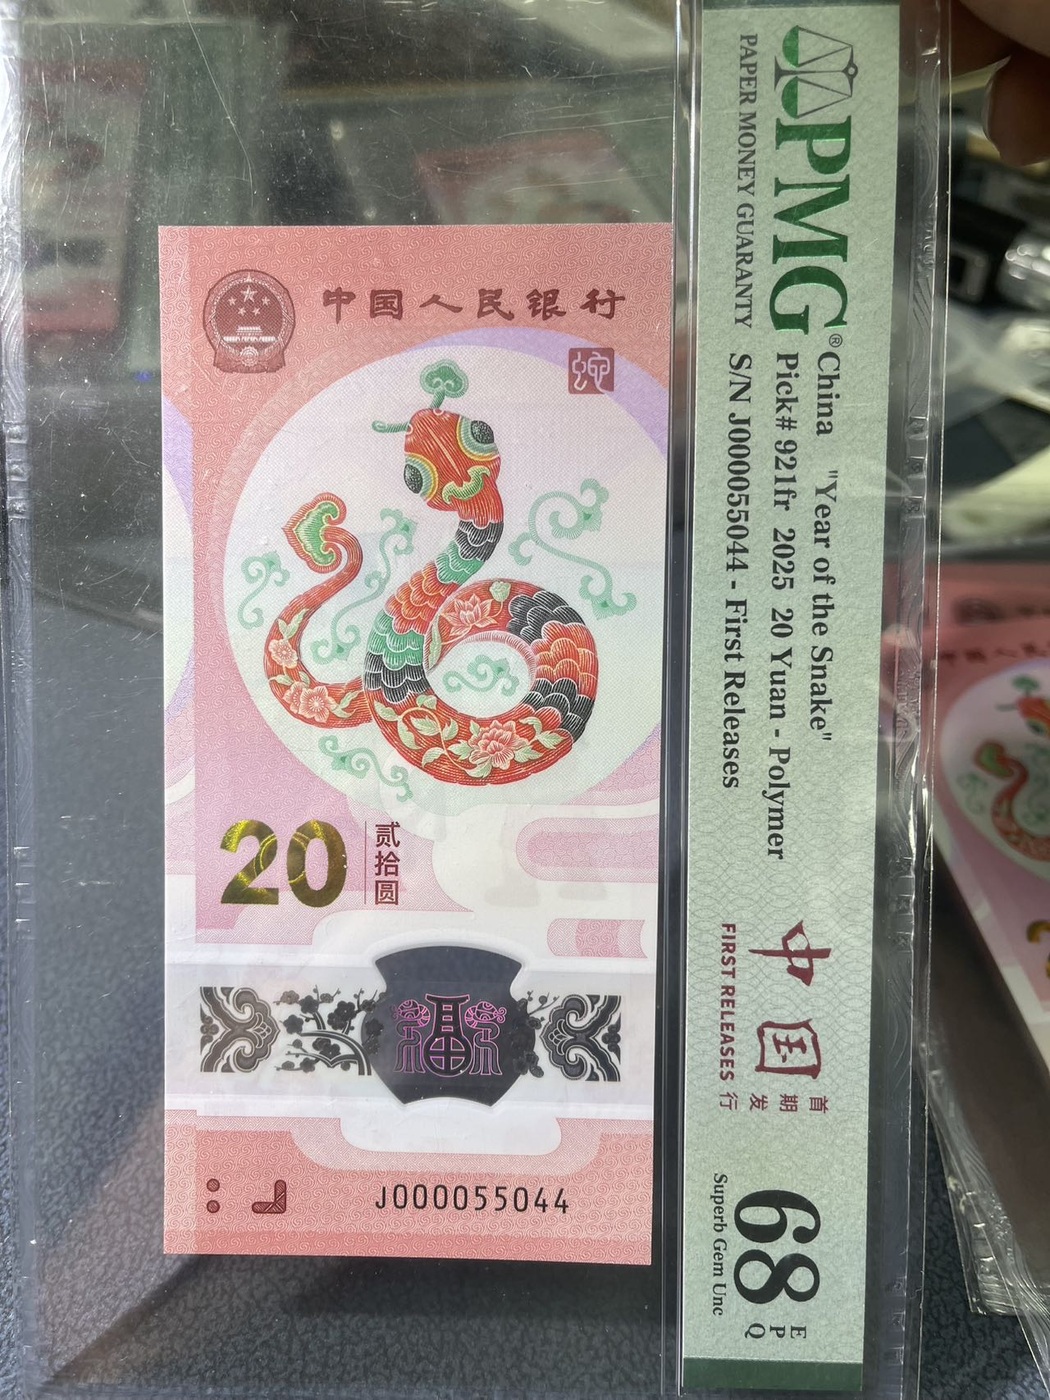 中国人民银行
20
贰拾圆
J000055044
PMG®
PAPER MONEY GUARANTY
China "Year of the Snake"
Pick# 921fr 2025 20 Yuan - Polymer
S/N J000055044 - First Releases
中国
首期发行
FIRST RELEASES
68
EPQ
Superb Gem Unc